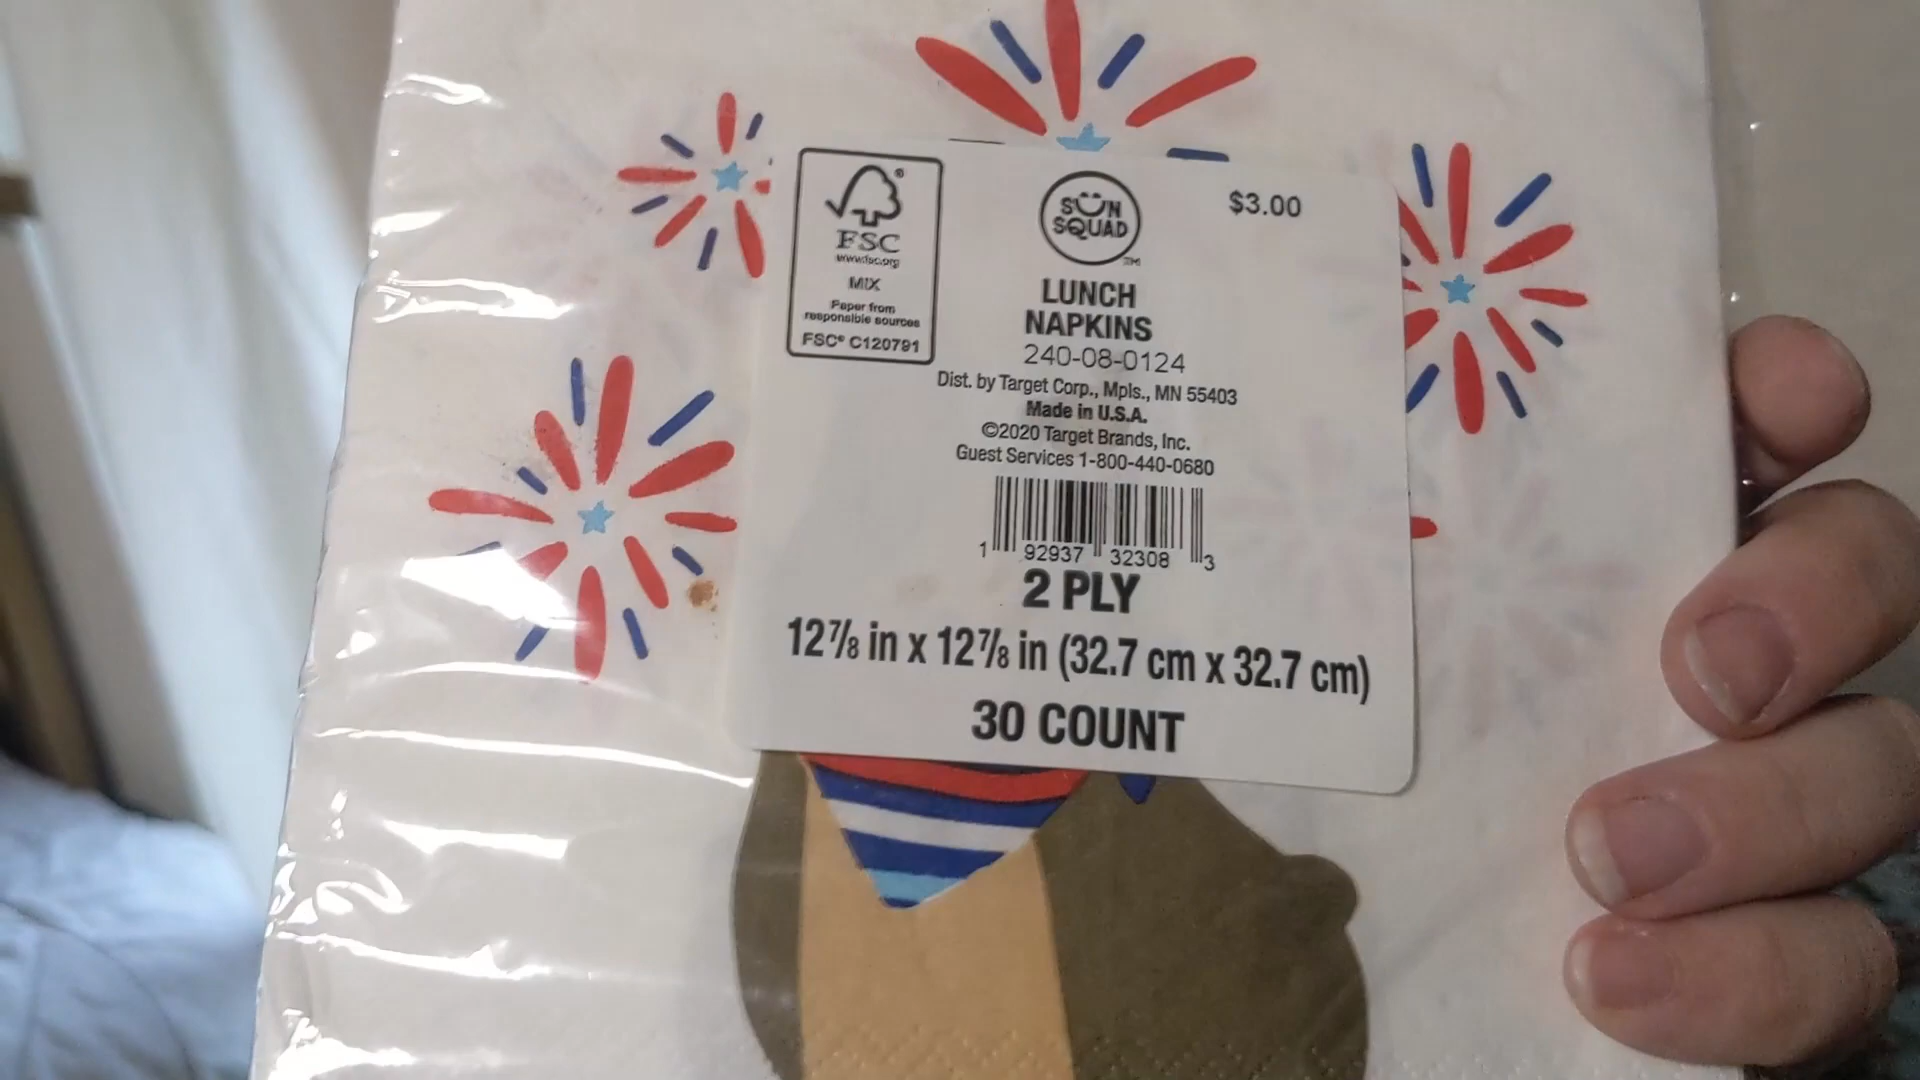 FSC®
www.fsc.org
MIX
Paper from
responsible sources
FSC® C120791
SUN
SQUAD
™
$3.00
LUNCH
NAPKINS
240-08-0124
Dist. by Target Corp., Mpls., MN 55403
Made in U.S.A.
©2020 Target Brands, Inc.
Guest Services 1-800-440-0680
1 92937 32308 3
2 PLY
12⅞ in x 12⅞ in (32.7 cm x 32.7 cm)
30 COUNT